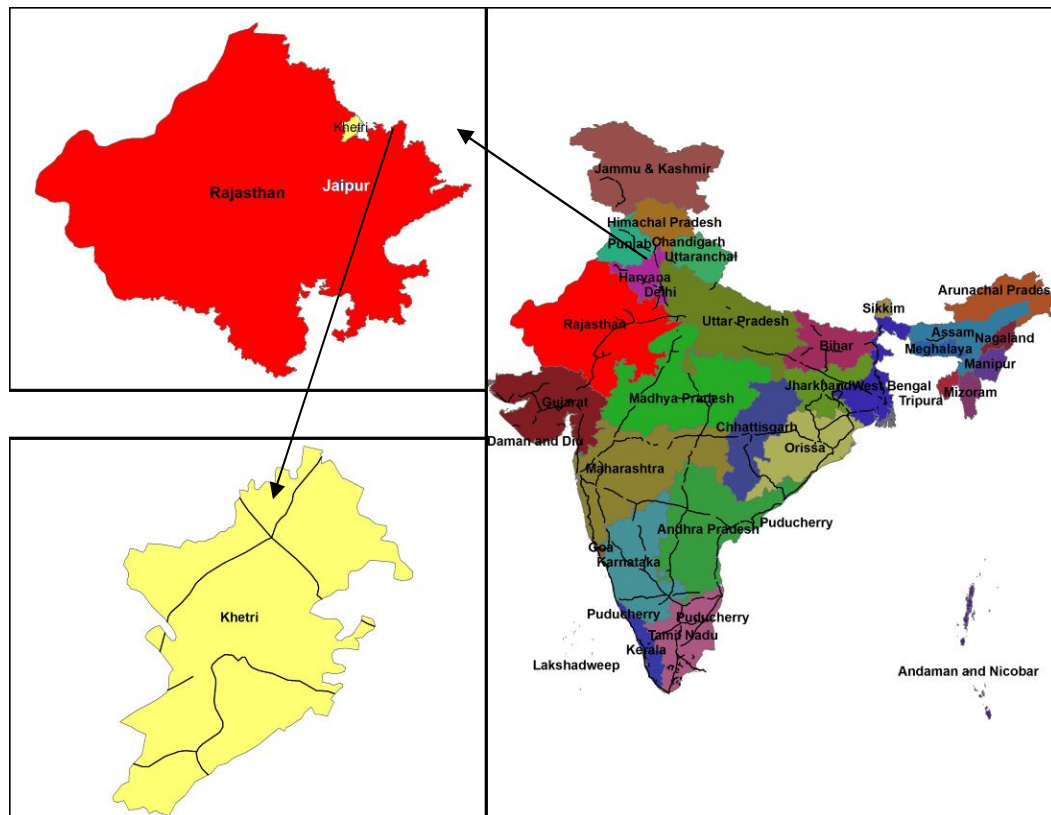 Khetri
Rajasthan
Jaipur
Khetri
Jammu & Kashmir
Himachal Pradesh
Punjab
Chandigarh
Uttaranchal
Haryana
Delhi
Rajasthan
Uttar Pradesh
Bihar
Sikkim
Arunachal Prades
Assam
Nagaland
Meghalaya
Manipur
Tripura
Mizoram
Gujarat
Madhya Pradesh
Jharkhand
West Bengal
Daman and Diu
Chhattisgarh
Orissa
Maharashtra
Andhra Pradesh
Puducherry
Goa
Karnataka
Puducherry
Puducherry
Tamil Nadu
Kerala
Lakshadweep
Andaman and Nicobar